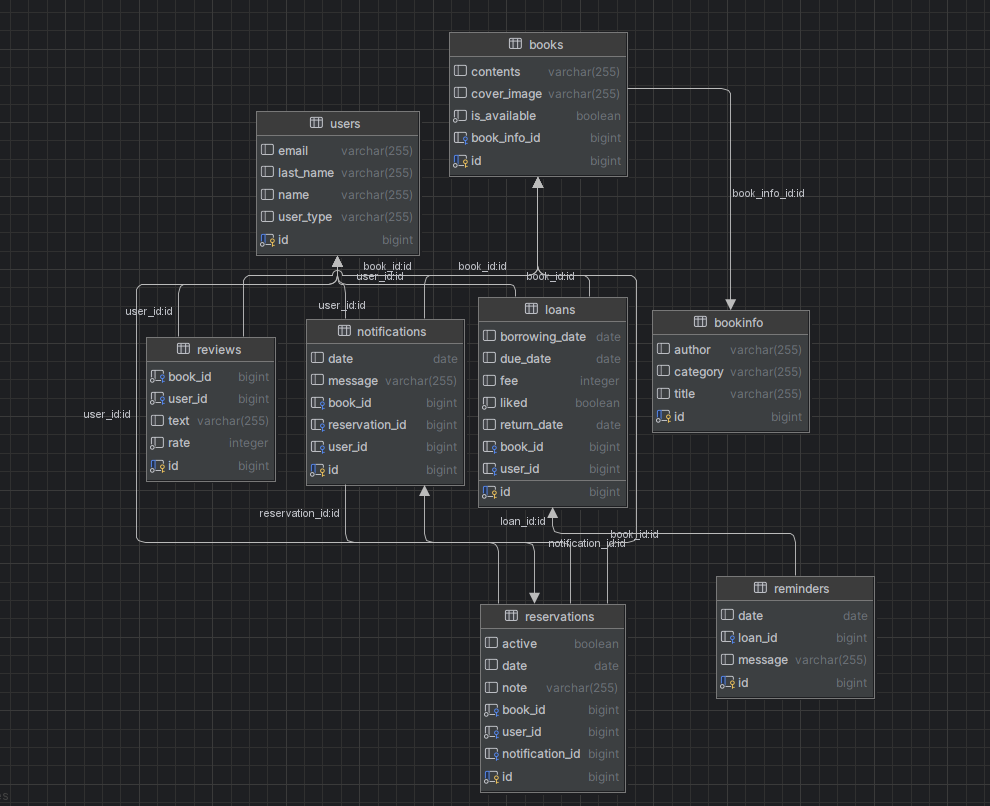 books
contents varchar(255)
cover_image varchar(255)
is_available boolean
book_info_id bigint
id bigint
users
email varchar(255)
last_name varchar(255)
name varchar(255)
user_type varchar(255)
id bigint
book_info_id:id
book_id:id
book_id:id
user_id:id
book_id:id
user_id:id
user_id:id
loans
borrowing_date date
due_date date
fee integer
liked boolean
return_date date
book_id bigint
user_id bigint
id bigint
bookinfo
author varchar(255)
category varchar(255)
title varchar(255)
id bigint
notifications
date date
message varchar(255)
book_id bigint
reservation_id bigint
user_id bigint
id bigint
reviews
book_id bigint
user_id bigint
text varchar(255)
rate integer
id bigint
user_id:id
reservation_id:id
loan_id:id
book_id:id
notification_id:id
reminders
date date
loan_id bigint
message varchar(255)
id bigint
reservations
active boolean
date date
note varchar(255)
book_id bigint
user_id bigint
notification_id bigint
id bigint